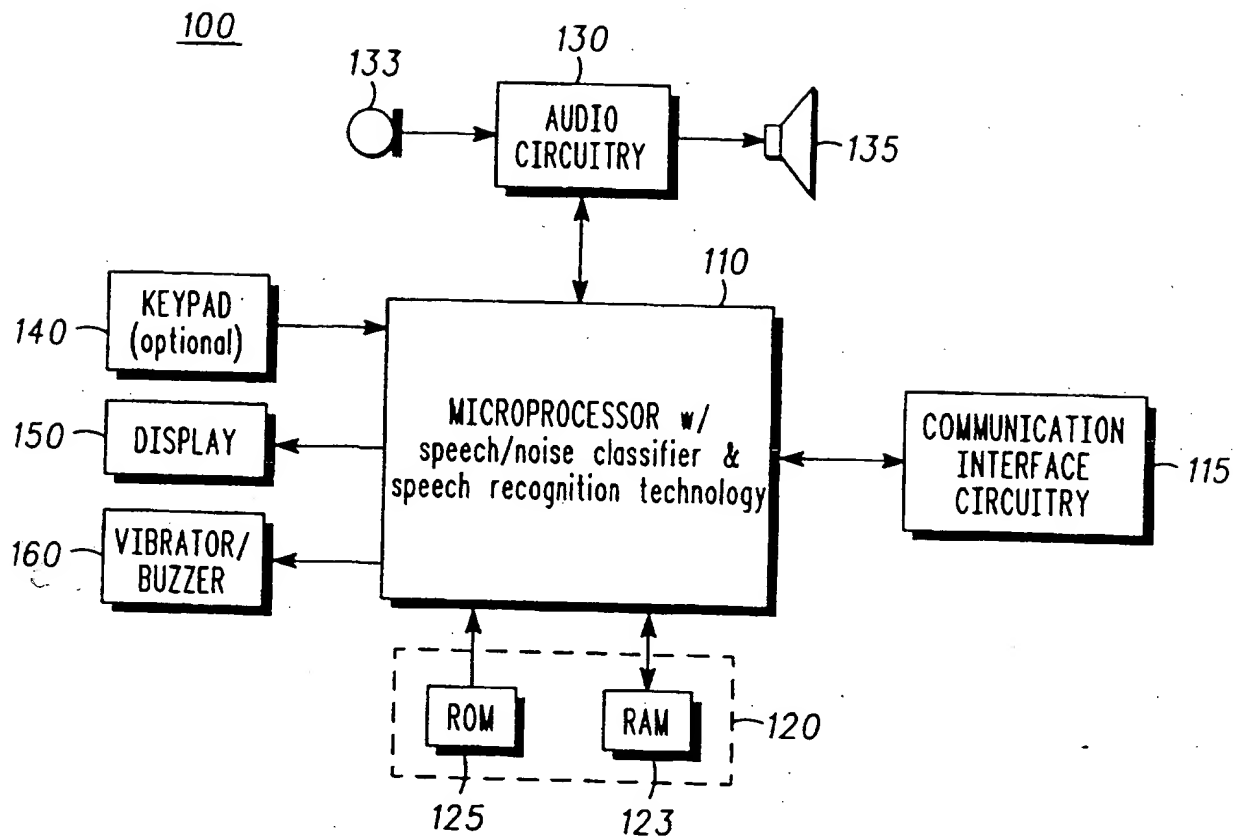 100
133
130
AUDIO
CIRCUITRY
135
110
KEYPAD
(optional)
140
MICROPROCESSOR w/
speech/noise classifier &
speech recognition technology
COMMUNICATION
INTERFACE
CIRCUITRY
115
150
DISPLAY
160
VIBRATOR/
BUZZER
ROM
RAM
120
125
123